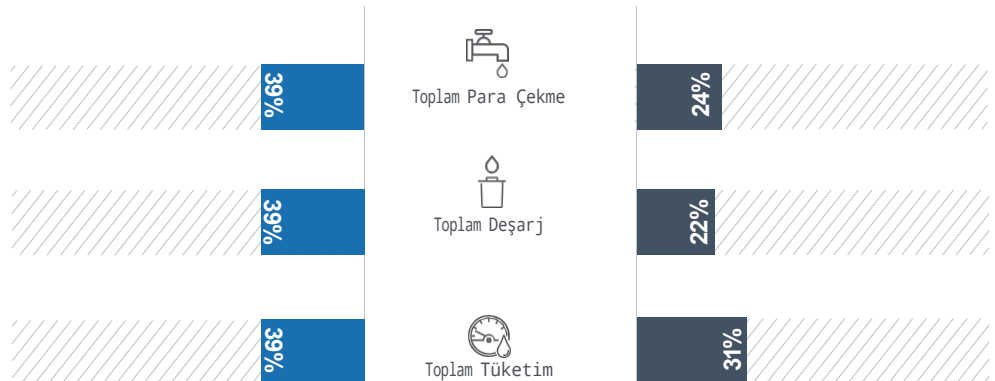 39%
Toplam Para Çekme
24%
39%
Toplam Deşarj
22%
39%
Toplam Tüketim
31%